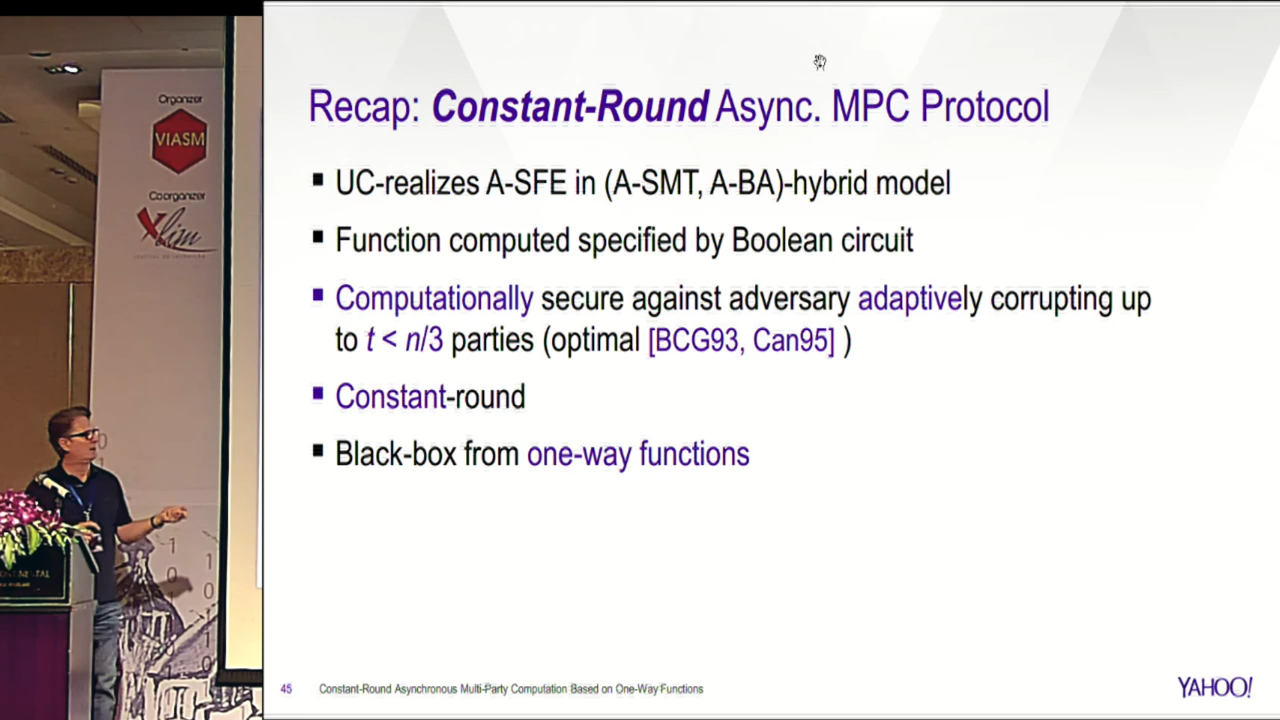 Organizer
VIASM
Coorganizer
Xlim
Recap: Constant-Round Async. MPC Protocol
▪ UC-realizes A-SFE in (A-SMT, A-BA)-hybrid model
▪ Function computed specified by Boolean circuit
▪ Computationally secure against adversary adaptively corrupting up
to t < n/3 parties (optimal [BCG93, Can95] )
▪ Constant-round
▪ Black-box from one-way functions
45 Constant-Round Asynchronous Multi-Party Computation Based on One-Way Functions
YAHOO!